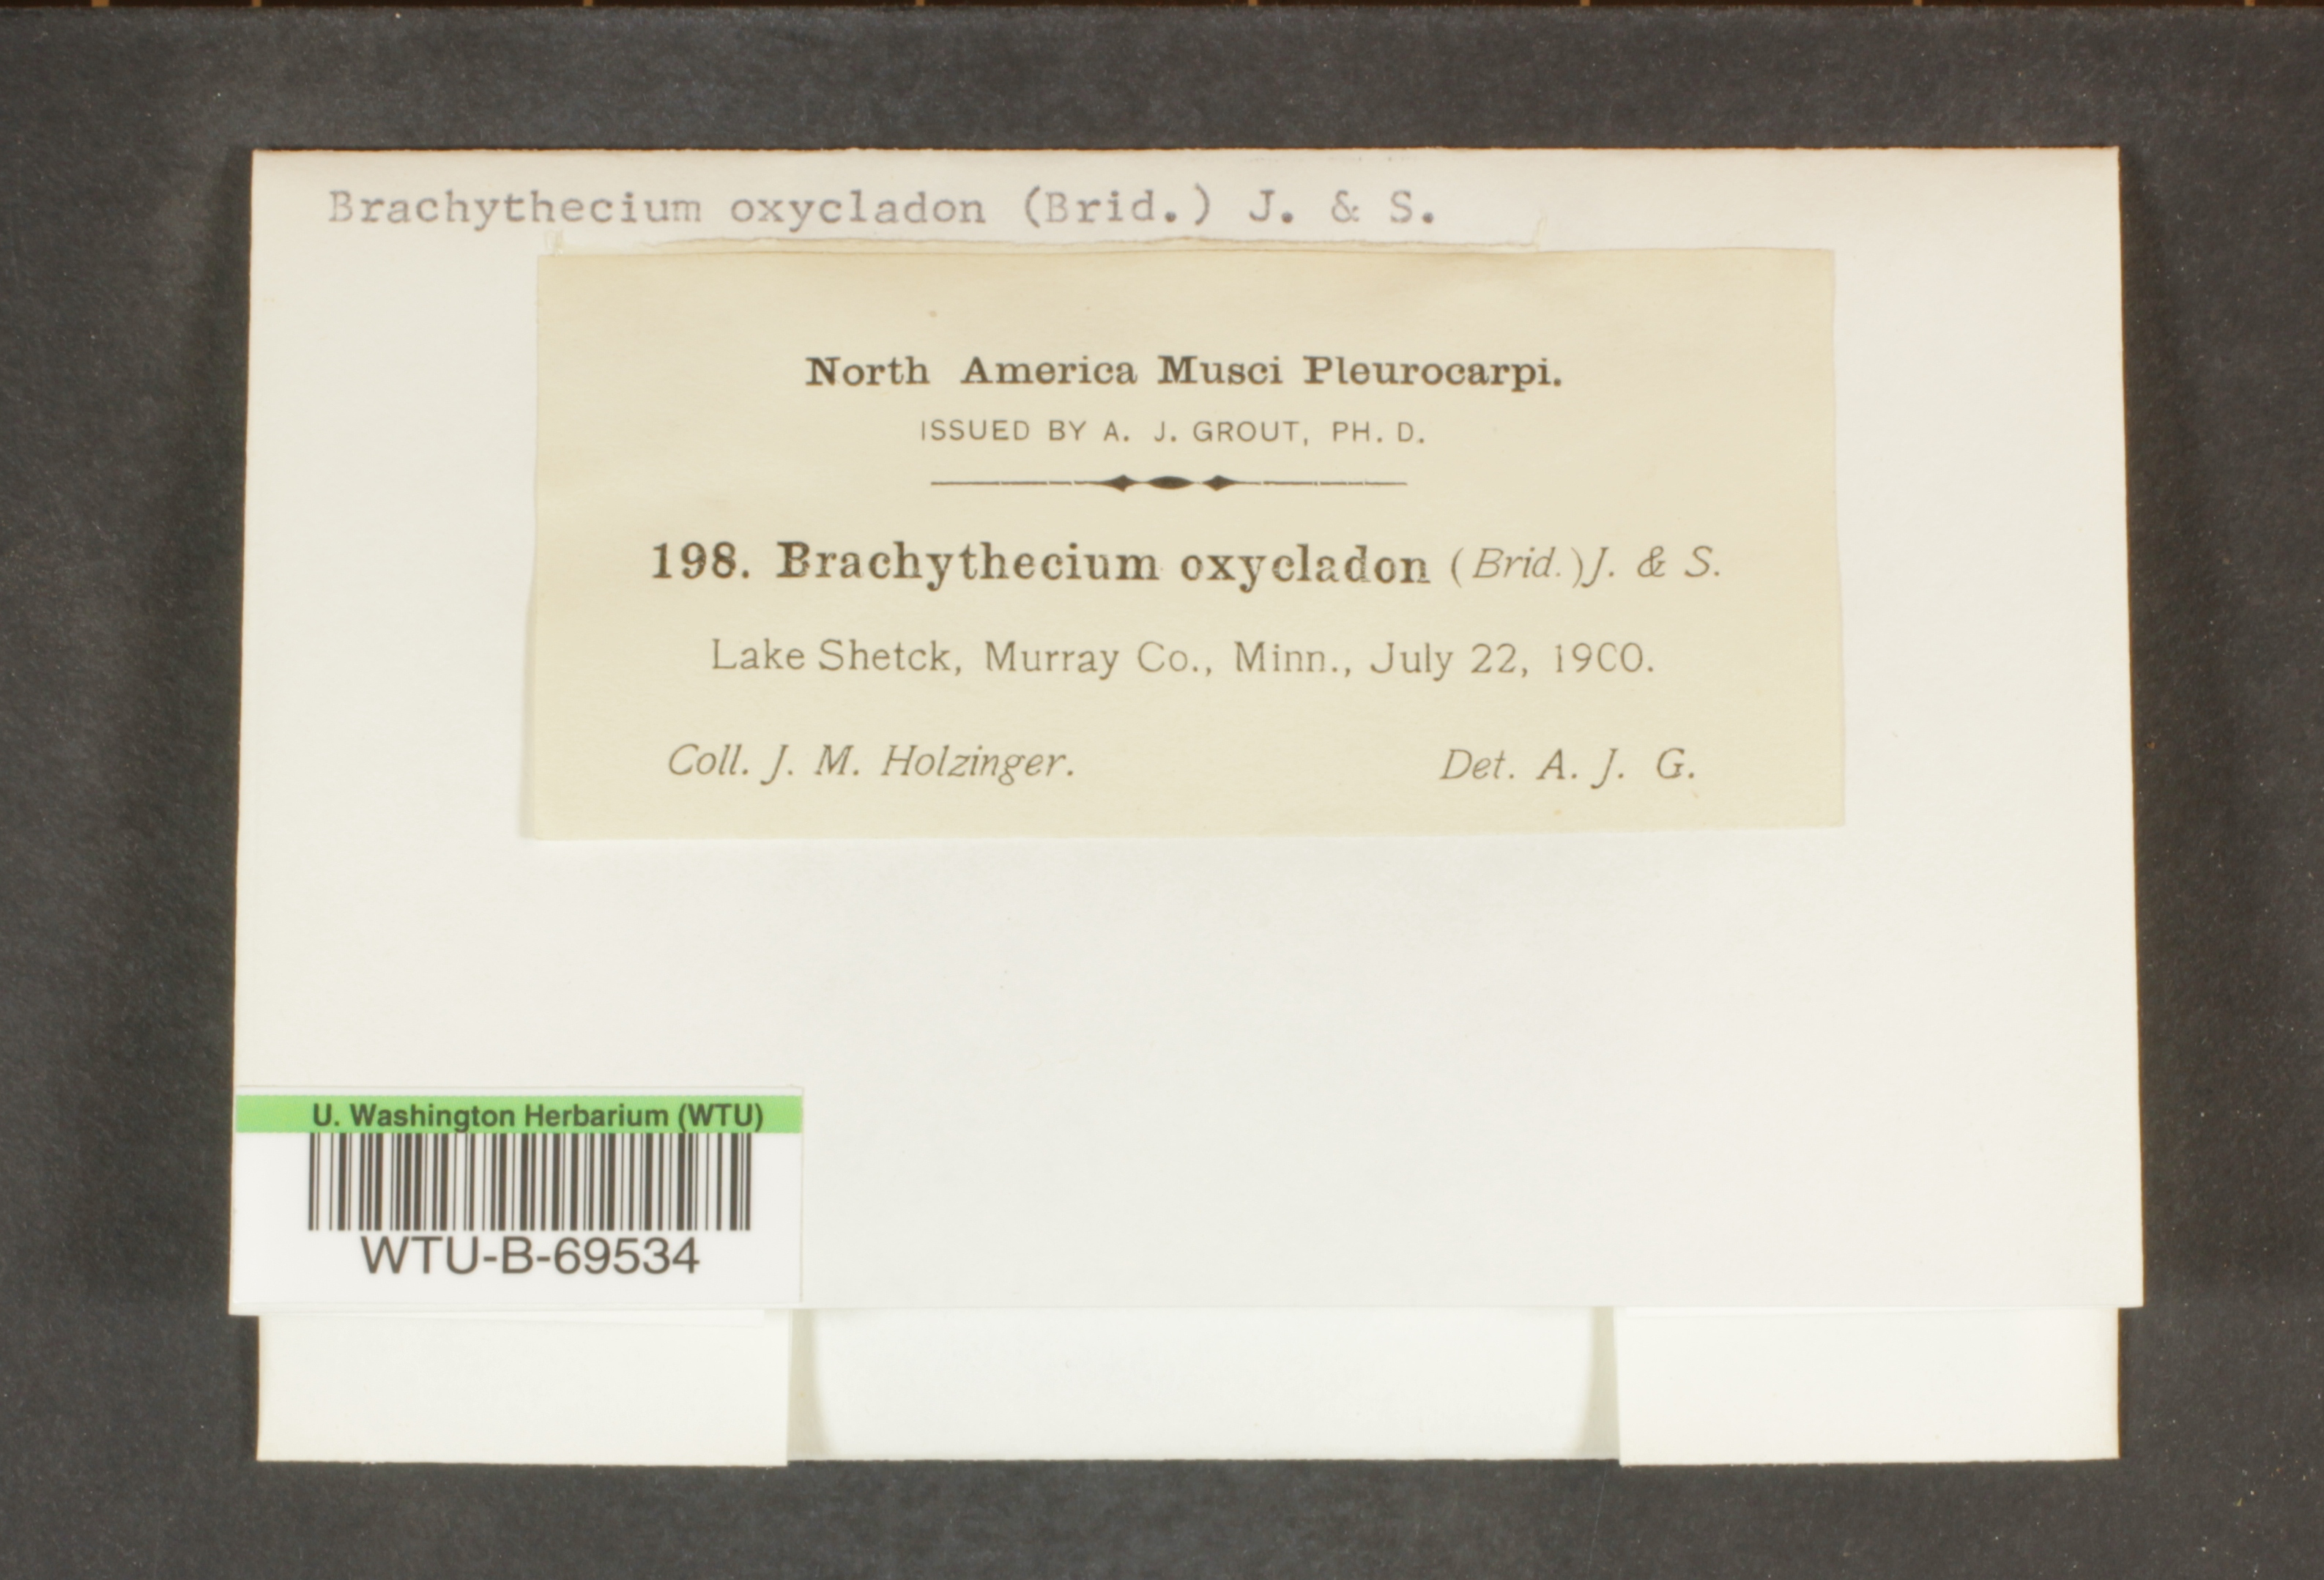 Brachythecium oxycladon (Brid.) J. & S.
North America Musci Pleurocarpi.
ISSUED BY A. J. GROUT, PH. D.
198. Brachythecium oxycladon (Brid.) J. & S.
Lake Shetck, Murray Co., Minn., July 22, 19C0.
Coll. J. M. Holzinger. Det. A. J. G.
U. Washington Herbarium (WTU)
WTU-B-69534